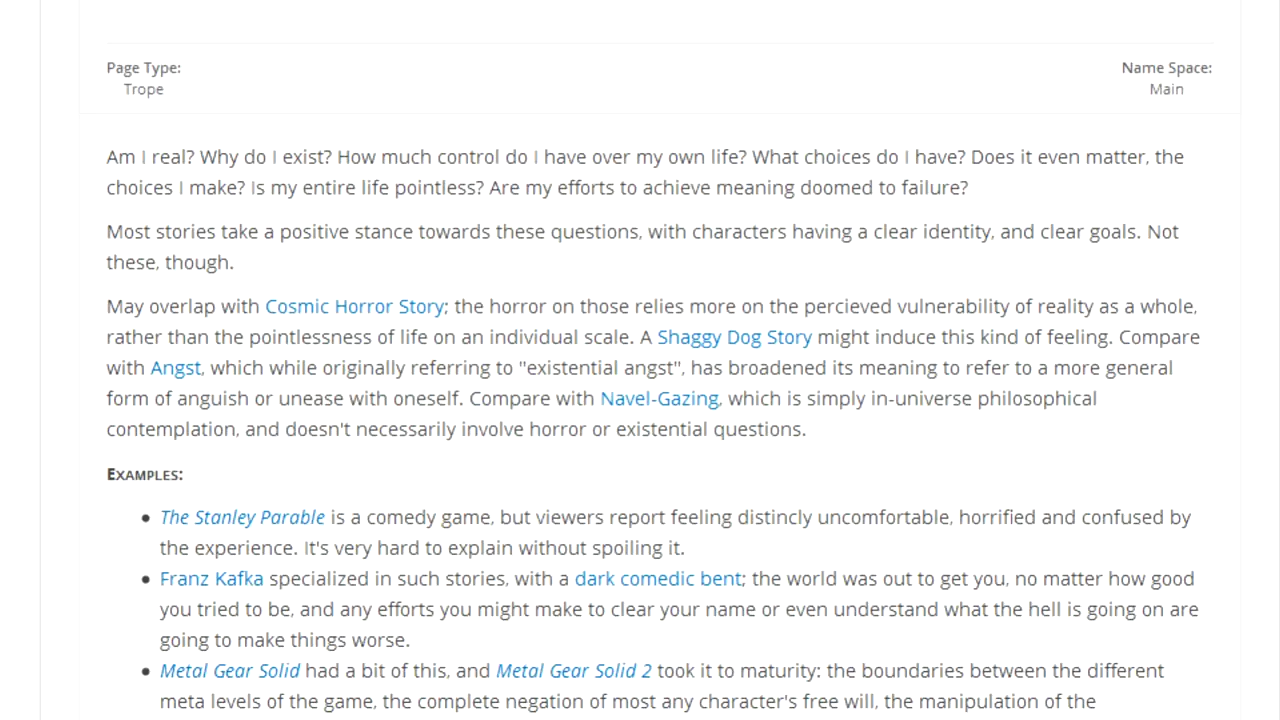 Page Type:
Trope
Name Space:
Main
Am I real? Why do I exist? How much control do I have over my own life? What choices do I have? Does it even matter, the
choices I make? Is my entire life pointless? Are my efforts to achieve meaning doomed to failure?
Most stories take a positive stance towards these questions, with characters having a clear identity, and clear goals. Not
these, though.
May overlap with Cosmic Horror Story; the horror on those relies more on the percieved vulnerability of reality as a whole,
rather than the pointlessness of life on an individual scale. A Shaggy Dog Story might induce this kind of feeling. Compare
with Angst, which while originally referring to "existential angst", has broadened its meaning to refer to a more general
form of anguish or unease with oneself. Compare with Navel-Gazing, which is simply in-universe philosophical
contemplation, and doesn't necessarily involve horror or existential questions.
EXAMPLES:
• The Stanley Parable is a comedy game, but viewers report feeling distincly uncomfortable, horrified and confused by
the experience. It's very hard to explain without spoiling it.
• Franz Kafka specialized in such stories, with a dark comedic bent; the world was out to get you, no matter how good
you tried to be, and any efforts you might make to clear your name or even understand what the hell is going on are
going to make things worse.
• Metal Gear Solid had a bit of this, and Metal Gear Solid 2 took it to maturity: the boundaries between the different
meta levels of the game, the complete negation of most any character's free will, the manipulation of the